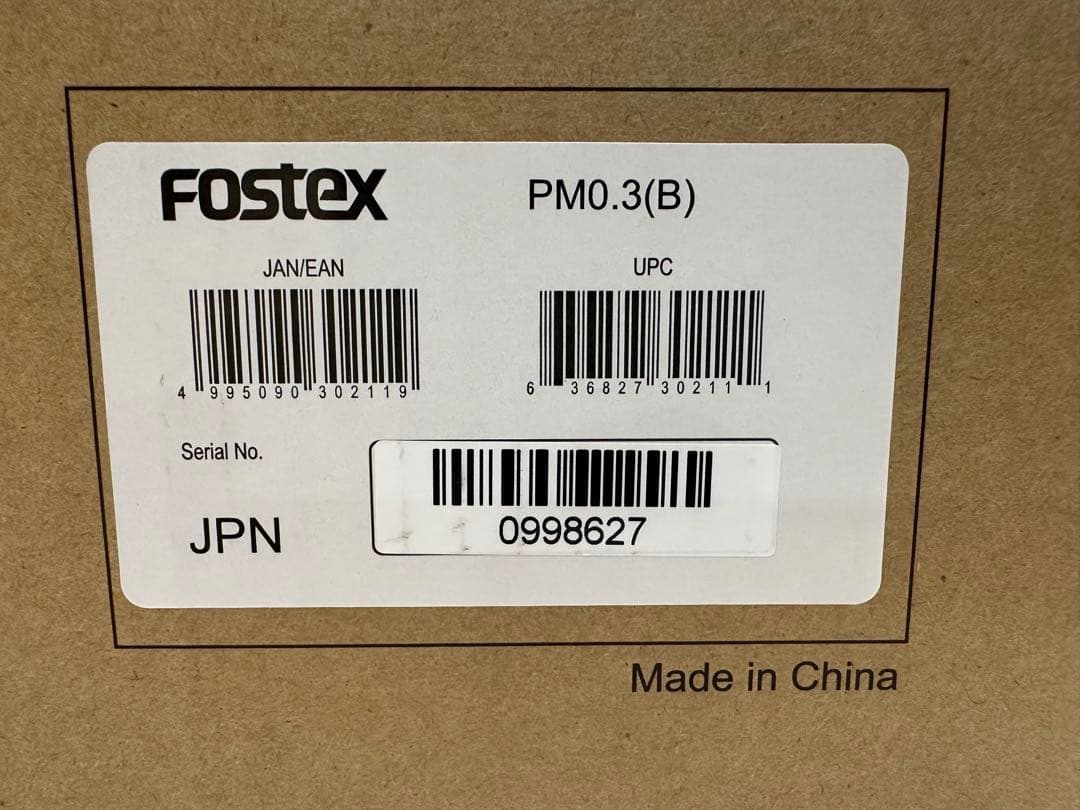 Fostex
PM0.3(B)
JAN/EAN
UPC
4 995090 302119
6 36827 30211 1
Serial No.
JPN
0998627
Made in China